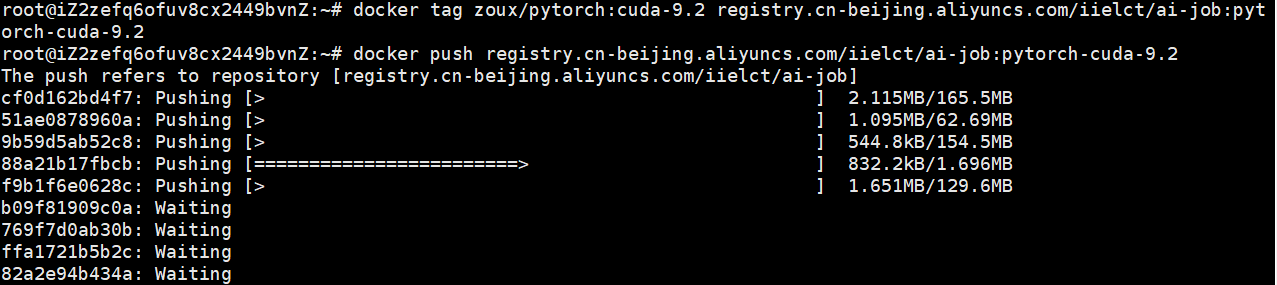 root@iZ2zefq6ofuv8cx2449bvnZ:~# docker tag zoux/pytorch:cuda-9.2 registry.cn-beijing.aliyuncs.com/iielct/ai-job:pyt
orch-cuda-9.2
root@iZ2zefq6ofuv8cx2449bvnZ:~# docker push registry.cn-beijing.aliyuncs.com/iielct/ai-job:pytorch-cuda-9.2
The push refers to repository [registry.cn-beijing.aliyuncs.com/iielct/ai-job]
cf0d162bd4f7: Pushing [>                                                  ]  2.115MB/165.5MB
51ae0878960a: Pushing [>                                                  ]  1.095MB/62.69MB
9b59d5ab52c8: Pushing [>                                                  ]  544.8kB/154.5MB
88a21b17fbcb: Pushing [========================>                          ]  832.2kB/1.696MB
f9b1f6e0628c: Pushing [>                                                  ]  1.651MB/129.6MB
b09f81909c0a: Waiting
769f7d0ab30b: Waiting
ffa1721b5b2c: Waiting
82a2e94b434a: Waiting